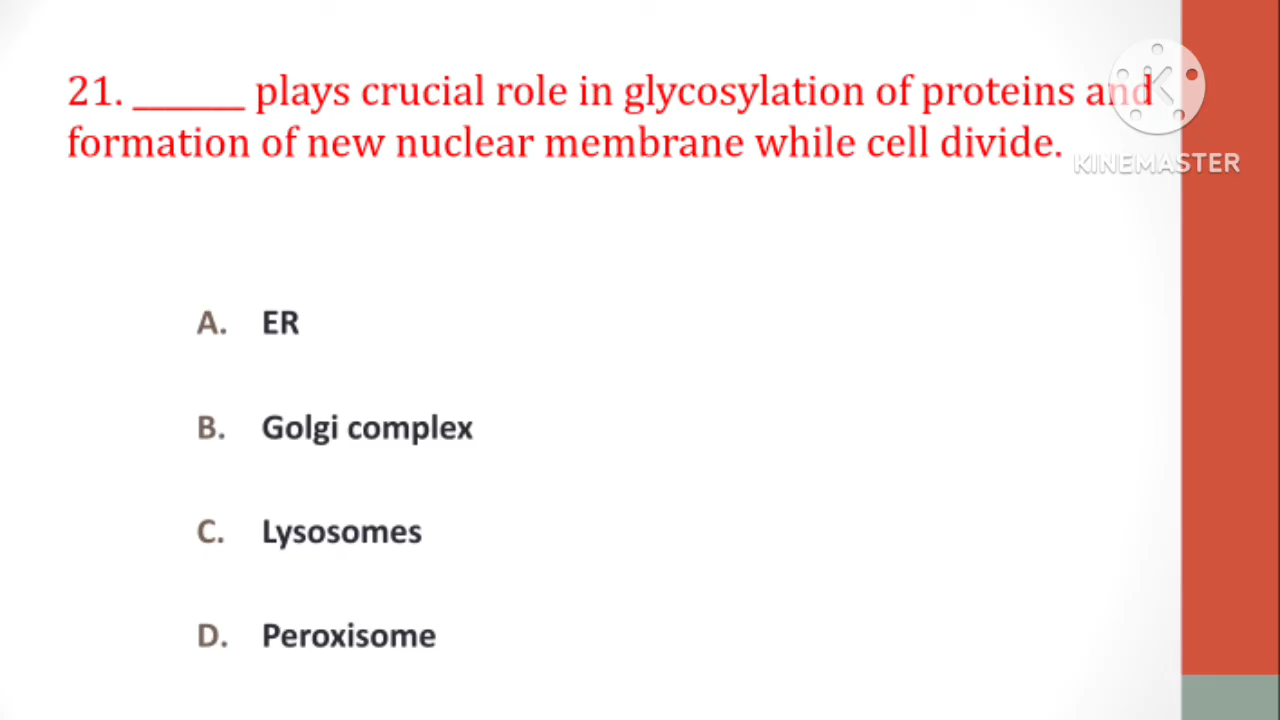 21. _______ plays crucial role in glycosylation of proteins and
formation of new nuclear membrane while cell divide.
KINEMASTER
A. ER
B. Golgi complex
C. Lysosomes
D. Peroxisome